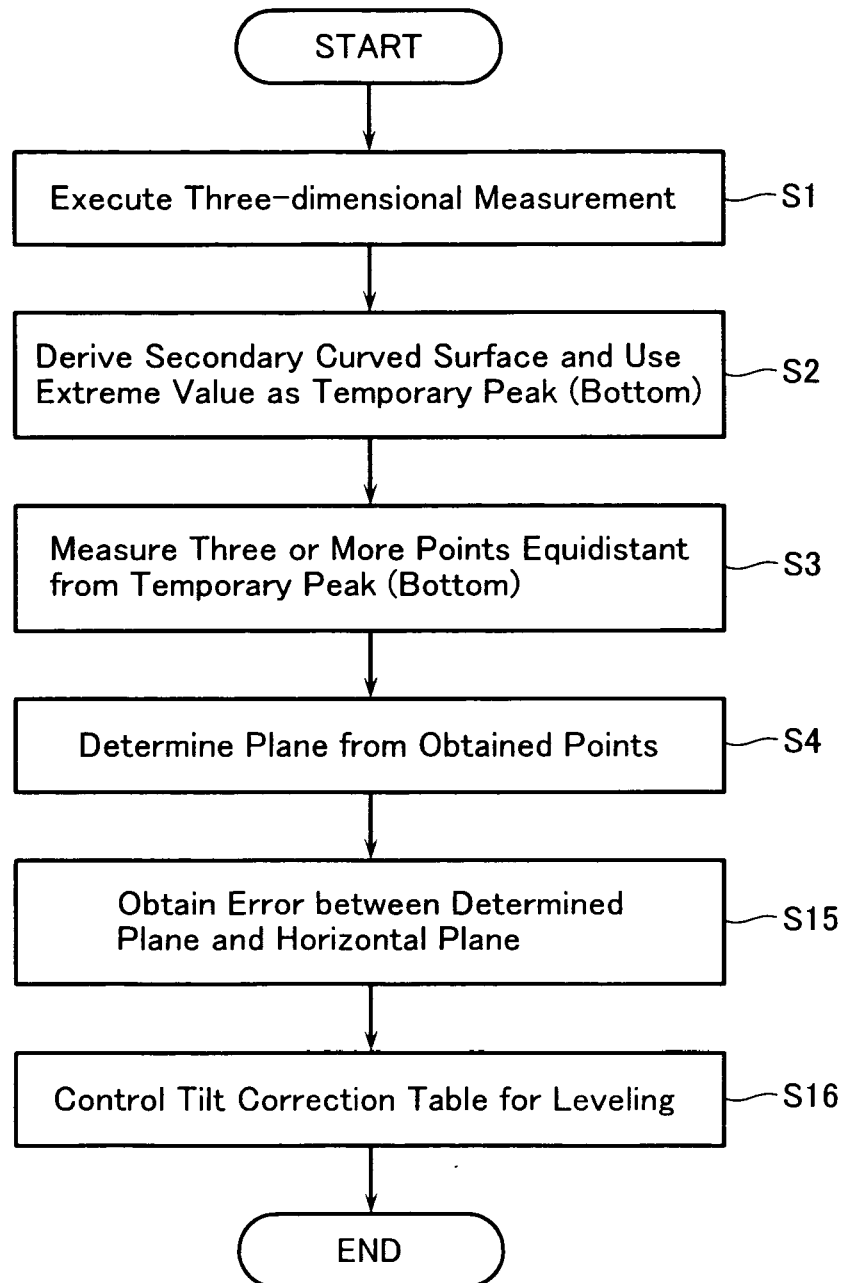 START
Execute Three-dimensional Measurement
S1
Derive Secondary Curved Surface and Use
Extreme Value as Temporary Peak (Bottom)
S2
Measure Three or More Points Equidistant
from Temporary Peak (Bottom)
S3
Determine Plane from Obtained Points
S4
Obtain Error between Determined
Plane and Horizontal Plane
S15
Control Tilt Correction Table for Leveling
S16
END